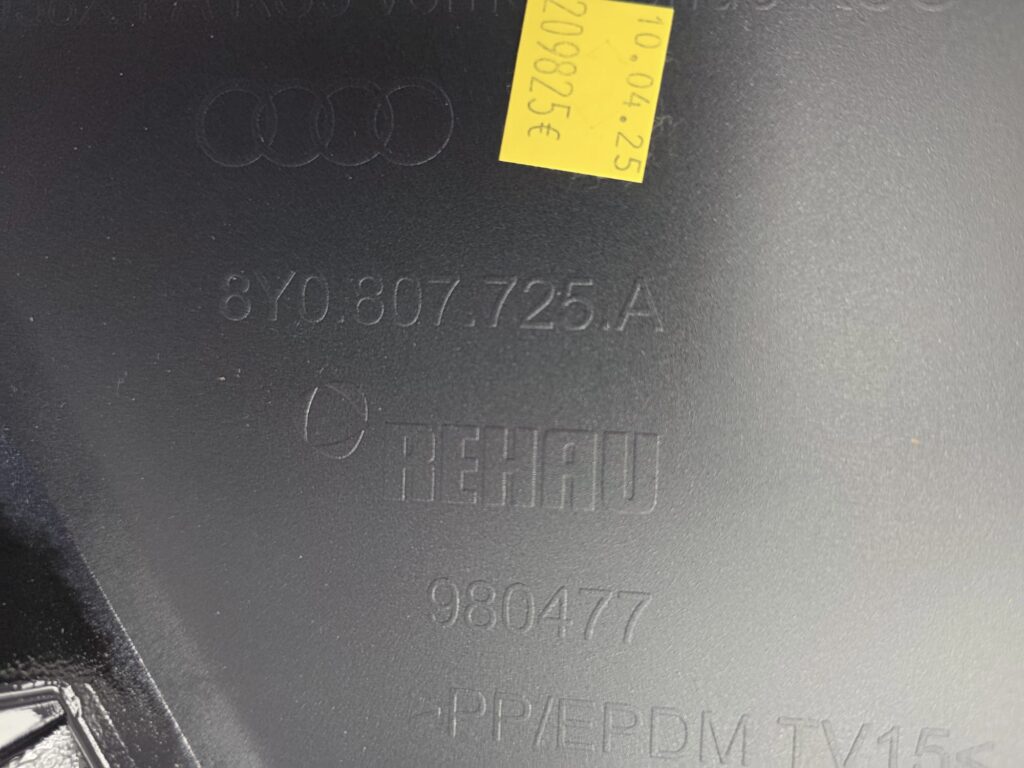 10.04.25
209825€
8Y0.807.725.A
REHAU
980477
>PP/EPDM TV15<